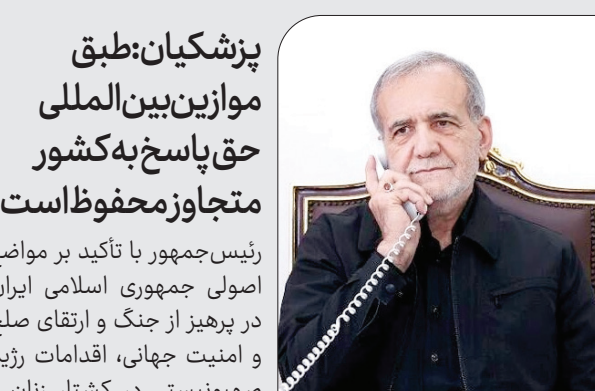 پزشکیان:طبق
موازین‌بین‌المللی
حق‌پاسخ‌به‌کشور
متجاوزمحفوظ‌است
رئیس‌جمهور با تأکید بر مواضع
اصولی جمهوری اسلامی ایران
در پرهیز از جنگ و ارتقای صلح
و امنیت جهانی، اقدامات رژیم